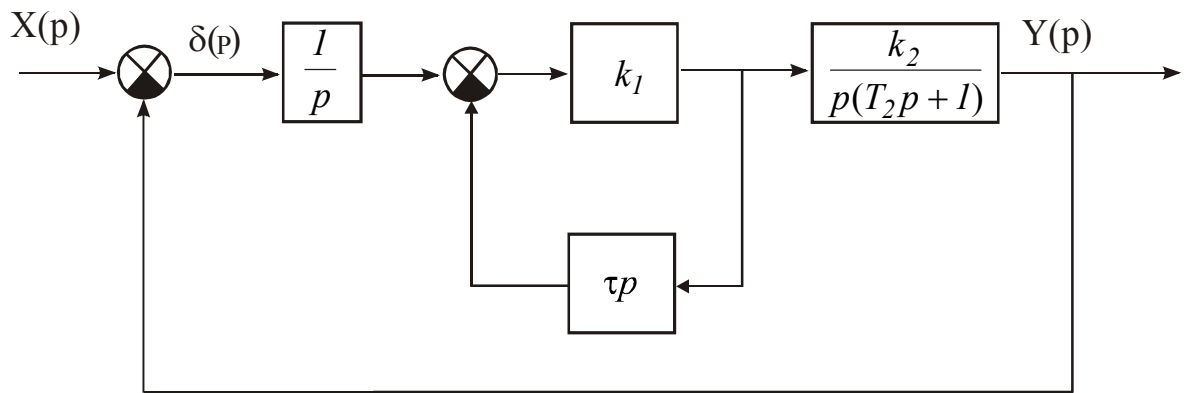 X(p)
δ(P)
1
p
k1
k2
p(T2p + 1)
Y(p)
τp